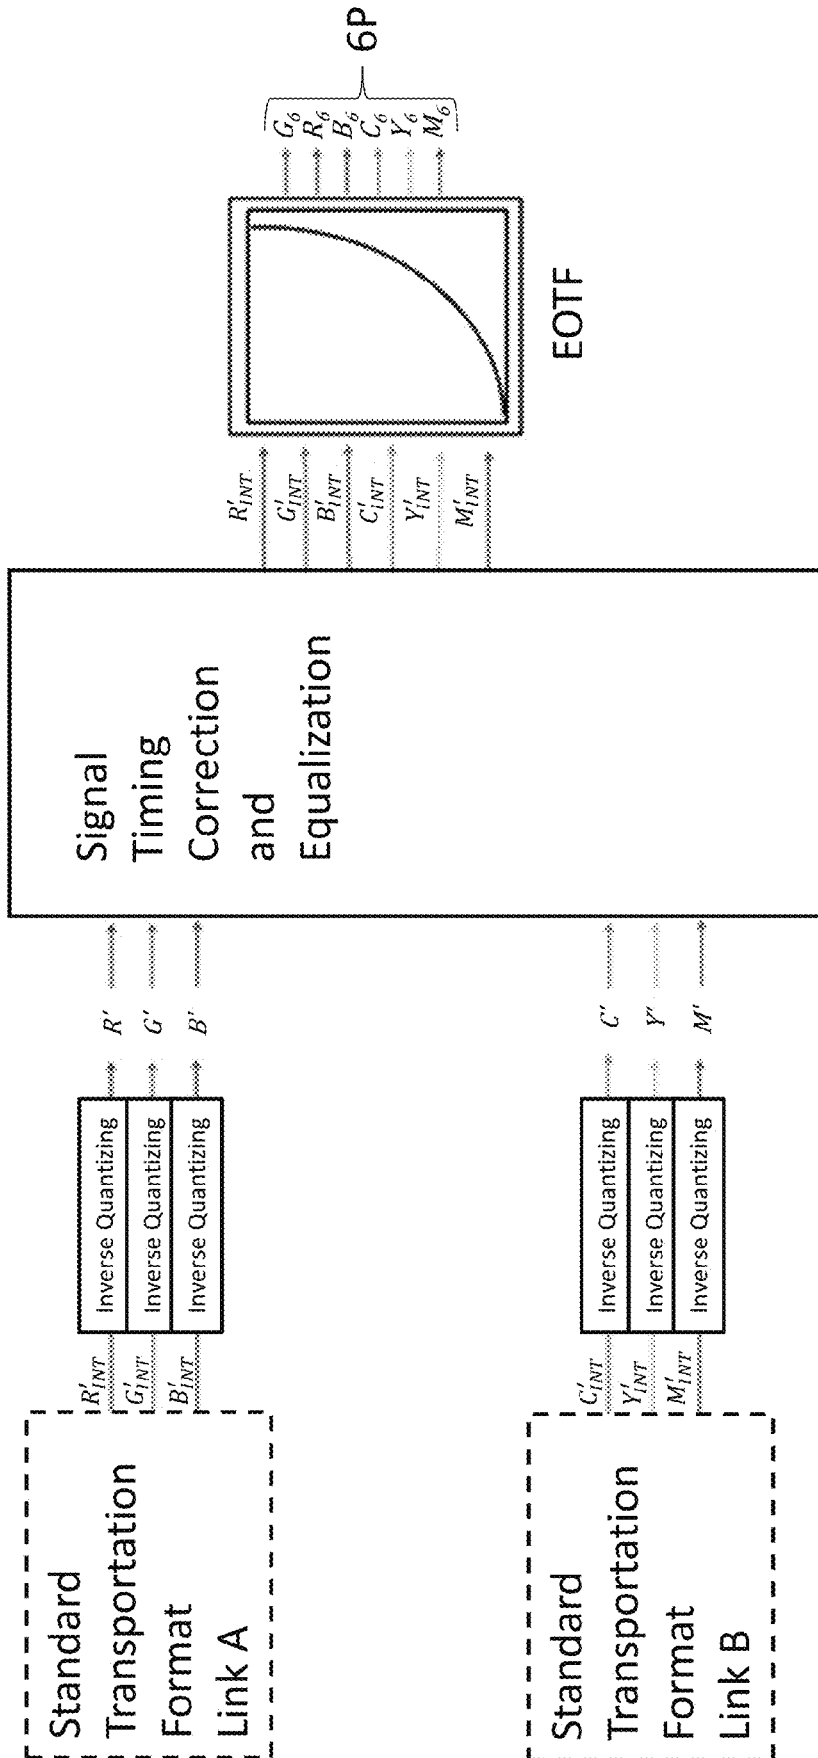 Standard
Transportation
Format
Link A
R'INT
G'INT
B'INT
Inverse Quantizing
Inverse Quantizing
Inverse Quantizing
R'
G'
B'
Standard
Transportation
Format
Link B
C'INT
Y'INT
M'INT
Inverse Quantizing
Inverse Quantizing
Inverse Quantizing
C'
Y'
M'
Signal
Timing
Correction
and
Equalization
R'INT
G'INT
B'INT
C'INT
Y'INT
M'INT
EOTF
G6
R6
B6
C6
Y6
M6
6P